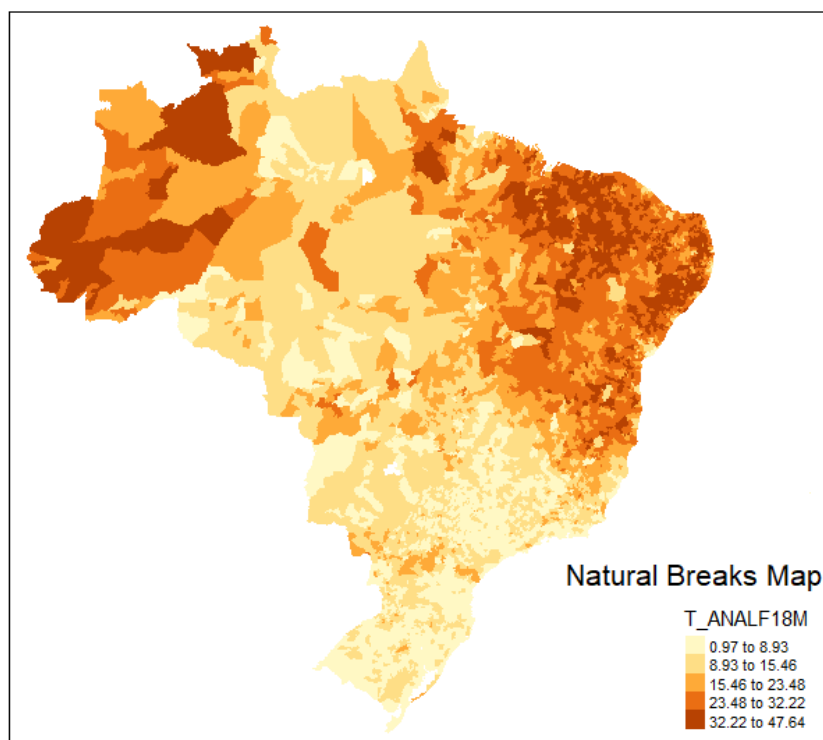 Natural Breaks Map
T_ANALF18M
0.97 to 8.93
8.93 to 15.46
15.46 to 23.48
23.48 to 32.22
32.22 to 47.64